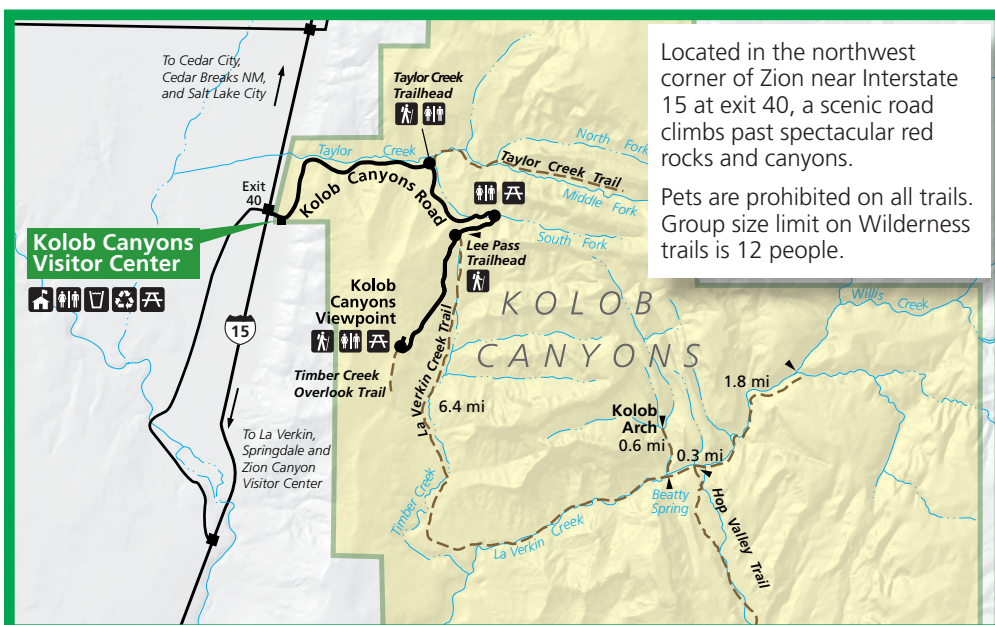 To Cedar City,
Cedar Breaks NM,
and Salt Lake City
Taylor Creek
Trailhead
Located in the northwest
corner of Zion near Interstate
15 at exit 40, a scenic road
climbs past spectacular red
rocks and canyons.
Pets are prohibited on all trails.
Group size limit on Wilderness
trails is 12 people.
North Fork
Taylor Creek
Taylor Creek Trail
Middle Fork
Exit
40
Kolob Canyons Road
South Fork
Kolob Canyons
Visitor Center
Lee Pass
Trailhead
Kolob
Canyons
Viewpoint
KOLOB
CANYONS
Willis Creek
15
Timber Creek
Overlook Trail
La Verkin Creek Trail
6.4 mi
1.8 mi
Kolob
Arch
0.6 mi
0.3 mi
To La Verkin,
Springdale and
Zion Canyon
Visitor Center
Timber Creek
Beatty
Spring
Hop Valley Trail
La Verkin Creek